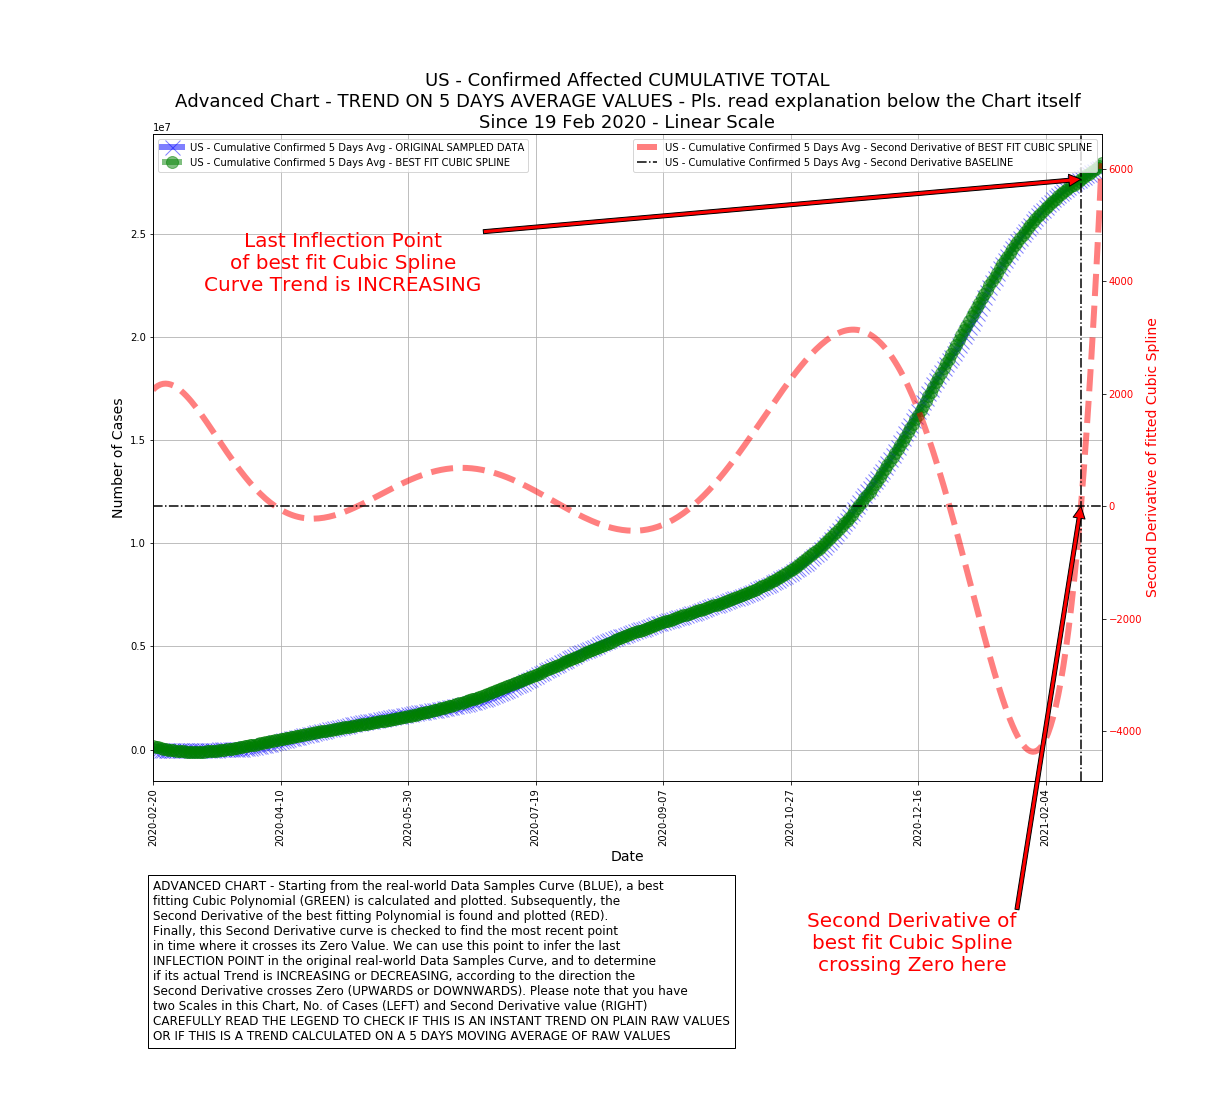 US - Confirmed Affected CUMULATIVE TOTAL
Advanced Chart - TREND ON 5 DAYS AVERAGE VALUES - Pls. read explanation below the Chart itself
Since 19 Feb 2020 - Linear Scale
1e7
US - Cumulative Confirmed 5 Days Avg - ORIGINAL SAMPLED DATA
US - Cumulative Confirmed 5 Days Avg - BEST FIT CUBIC SPLINE
US - Cumulative Confirmed 5 Days Avg - Second Derivative of BEST FIT CUBIC SPLINE
US - Cumulative Confirmed 5 Days Avg - Second Derivative BASELINE
Last Inflection Point
of best fit Cubic Spline
Curve Trend is INCREASING
Number of Cases
2.5
2.0
1.5
1.0
0.5
0.0
6000
4000
2000
0
−2000
−4000
Second Derivative of fitted Cubic Spline
2020-02-20
2020-04-10
2020-05-30
2020-07-19
2020-09-07
2020-10-27
2020-12-16
2021-02-04
Date
Second Derivative of
best fit Cubic Spline
crossing Zero here
ADVANCED CHART - Starting from the real-world Data Samples Curve (BLUE), a best
fitting Cubic Polynomial (GREEN) is calculated and plotted. Subsequently, the
Second Derivative of the best fitting Polynomial is found and plotted (RED).
Finally, this Second Derivative curve is checked to find the most recent point
in time where it crosses its Zero Value. We can use this point to infer the last
INFLECTION POINT in the original real-world Data Samples Curve, and to determine
if its actual Trend is INCREASING or DECREASING, according to the direction the
Second Derivative crosses Zero (UPWARDS or DOWNWARDS). Please note that you have
two Scales in this Chart, No. of Cases (LEFT) and Second Derivative value (RIGHT)
CAREFULLY READ THE LEGEND TO CHECK IF THIS IS AN INSTANT TREND ON PLAIN RAW VALUES
OR IF THIS IS A TREND CALCULATED ON A 5 DAYS MOVING AVERAGE OF RAW VALUES